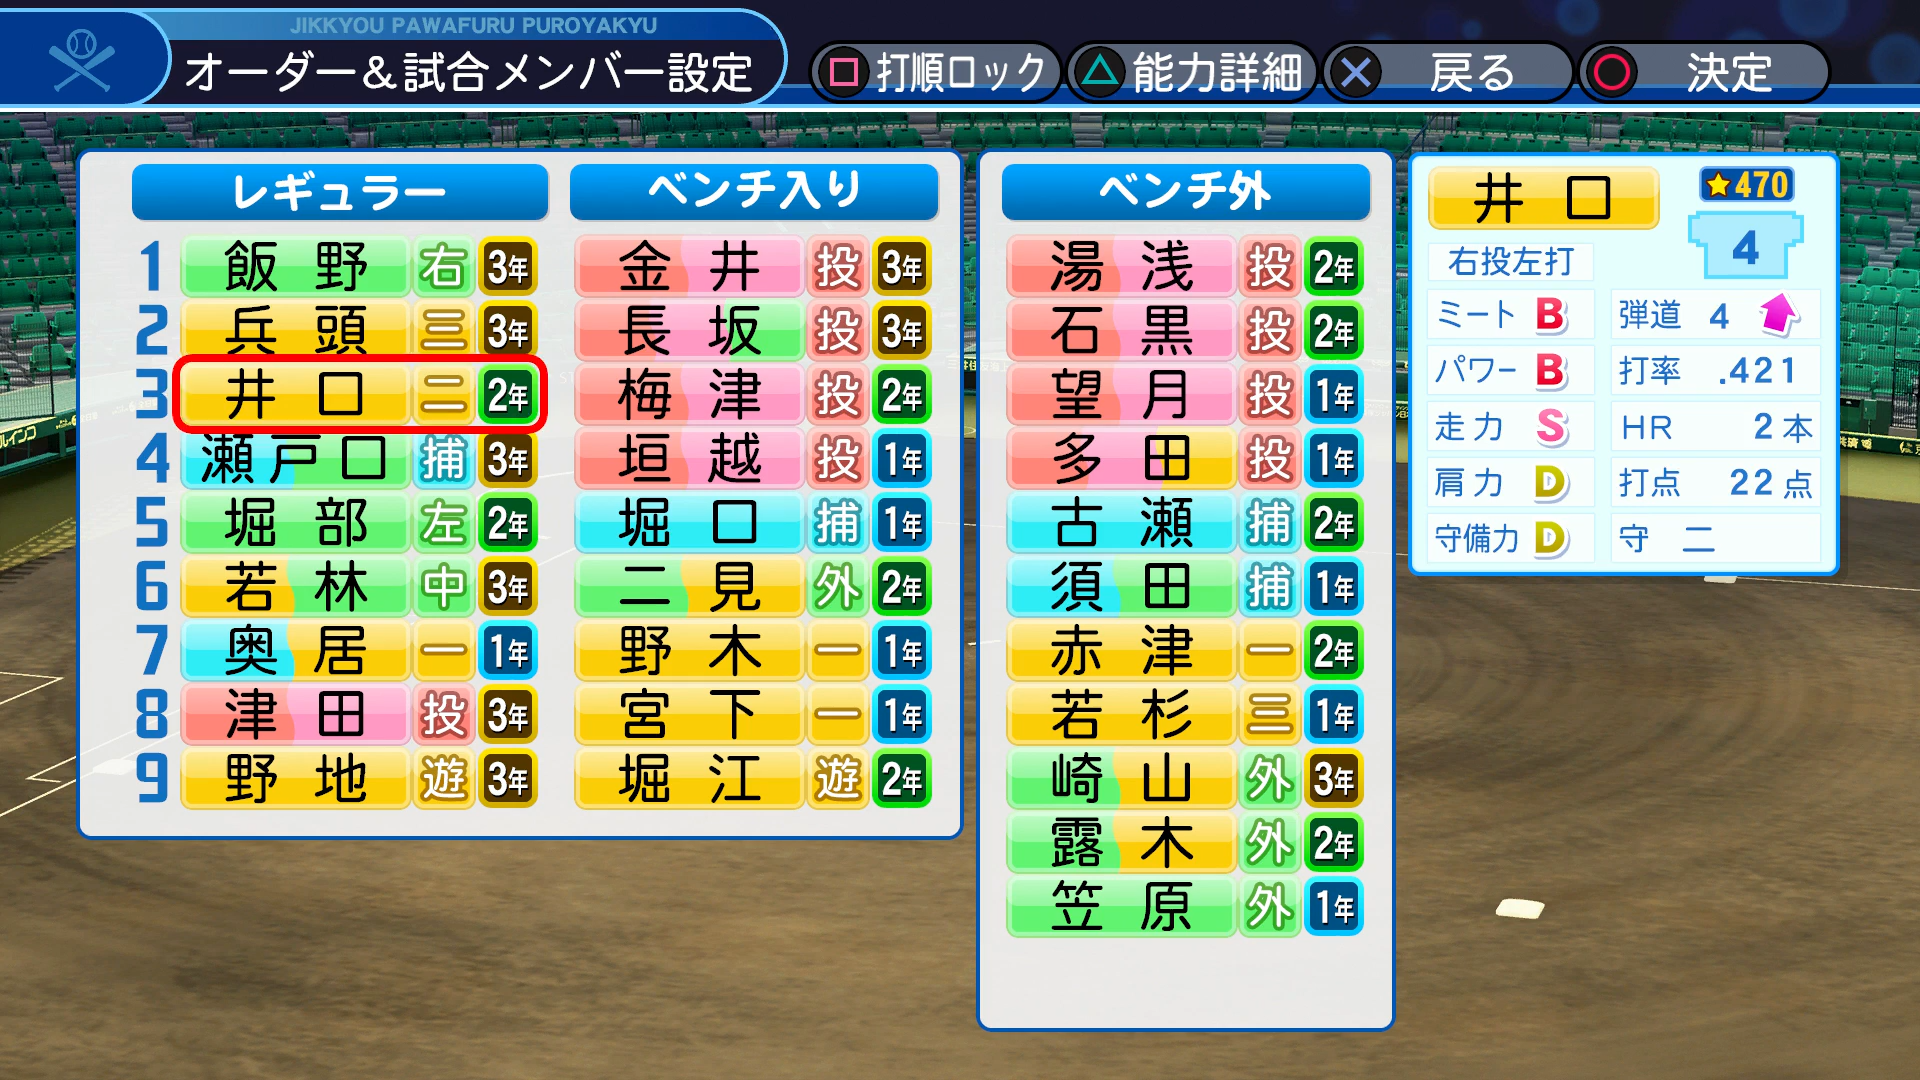 JIKKYOU PAWAFURU PUROYAKYU
オーダー&試合メンバー設定
打順ロック
能力詳細
戻る
決定
レギュラー
1 飯野 右 3年
2 兵頭 三 3年
3 井口 二 2年
4 瀬戸口 捕 3年
5 堀部 左 2年
6 若林 中 3年
7 奥居 一 1年
8 津田 投 3年
9 野地 遊 3年
ベンチ入り
金井 投 3年
長坂 投 3年
梅津 投 2年
垣越 投 1年
堀口 捕 1年
二見 外 2年
野木 一 1年
宮下 一 1年
堀江 遊 2年
ベンチ外
湯浅 投 2年
石黒 投 2年
望月 投 1年
多田 投 1年
古瀬 捕 2年
須田 捕 1年
赤津 一 2年
若杉 三 1年
崎山 外 3年
露木 外 2年
笠原 外 1年
井口
★470
4
右投左打
ミート B 弾道 4
パワー B 打率 .421
走力 S HR 2本
肩力 D 打点 22点
守備力 D 守 二